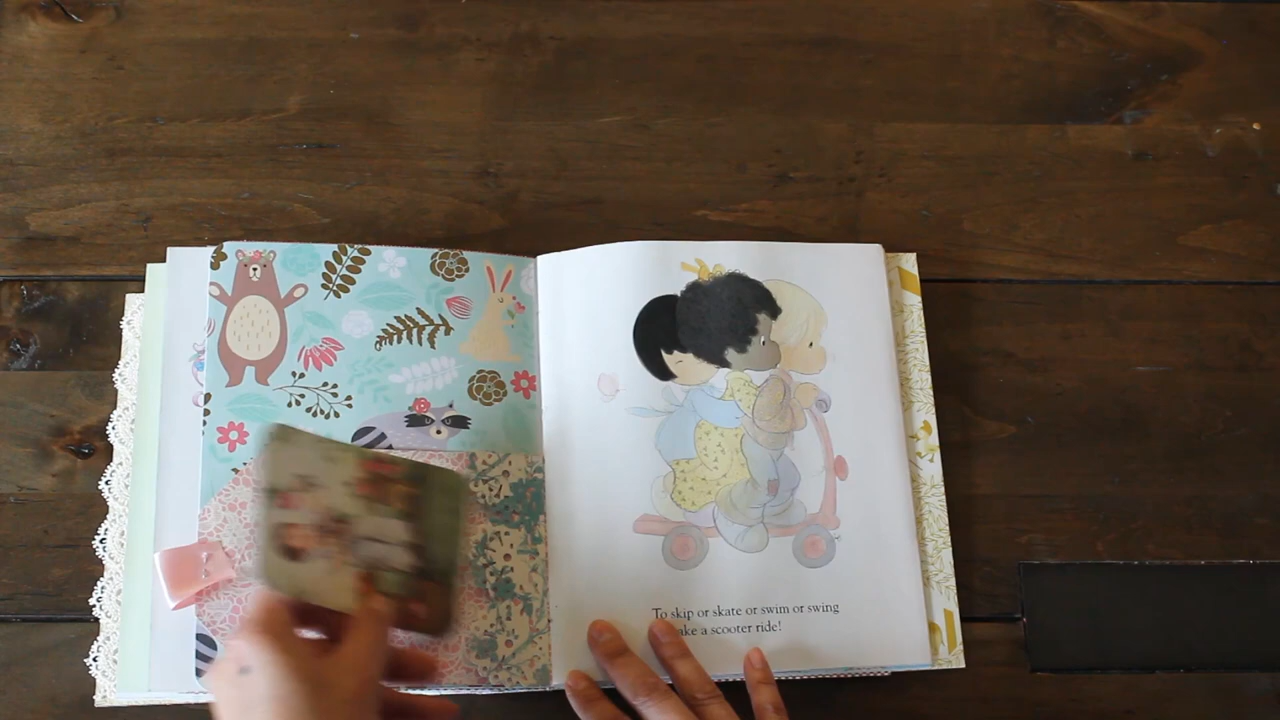 To skip or skate or swim or swing
ake a scooter ride!